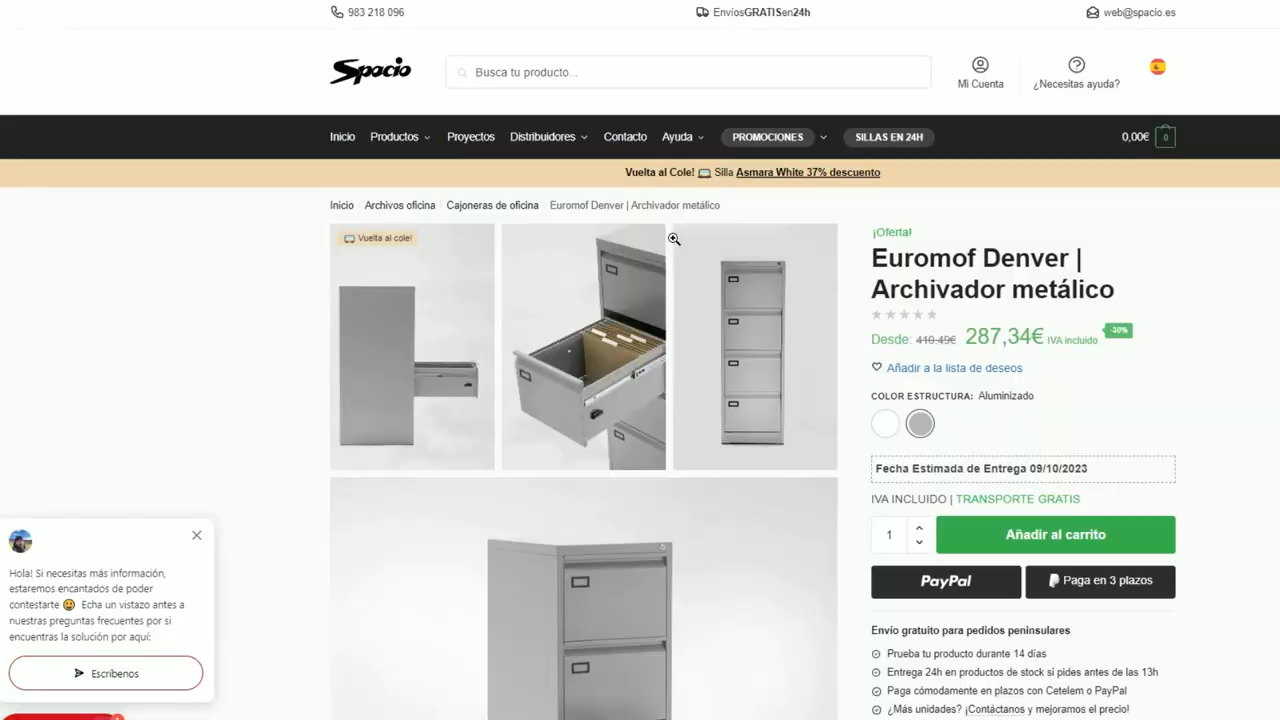 983 218 096
EnvíosGRATISen24h
web@spacio.es
Spacio
Busca tu producto...
Mi Cuenta
¿Necesitas ayuda?
Inicio
Productos
Proyectos
Distribuidores
Contacto
Ayuda
PROMOCIONES
SILLAS EN 24H
0,00€
0
Vuelta al Cole! Silla Asmara White 37% descuento
Inicio
Archivos oficina
Cajoneras de oficina
Euromof Denver | Archivador metálico
Vuelta al cole!
¡Oferta!
Euromof Denver |
Archivador metálico
Desde: 410.49€ 287,34€ IVA incluido -30%
Añadir a la lista de deseos
COLOR ESTRUCTURA: Aluminizado
Fecha Estimada de Entrega 09/10/2023
IVA INCLUIDO | TRANSPORTE GRATIS
1
Añadir al carrito
PayPal
Paga en 3 plazos
Envío gratuito para pedidos peninsulares
Prueba tu producto durante 14 días
Entrega 24h en productos de stock si pides antes de las 13h
Paga cómodamente en plazos con Cetelem o PayPal
¿Más unidades? ¡Contáctanos y mejoramos el precio!
Hola! Si necesitas más información,
estaremos encantados de poder
contestarte 😃 Echa un vistazo antes a
nuestras preguntas frecuentes por si
encuentras la solución por aquí:
Escríbenos